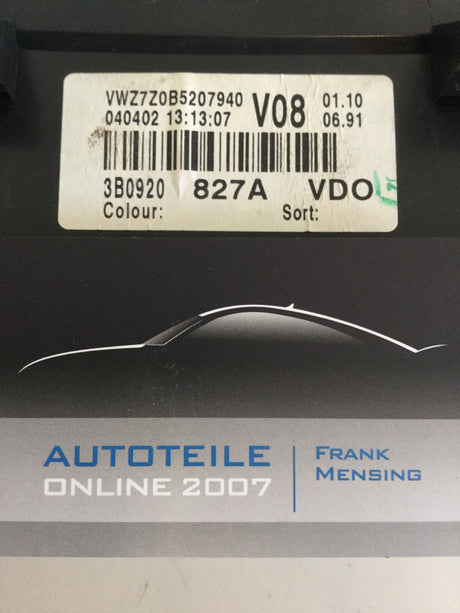 VWZ7Z0B5207940 V08 01.10
040402 13:13:07 06.91
3B0920 827A VDO
Colour: Sort:
AUTOTEILE
ONLINE 2007
FRANK
MENSING